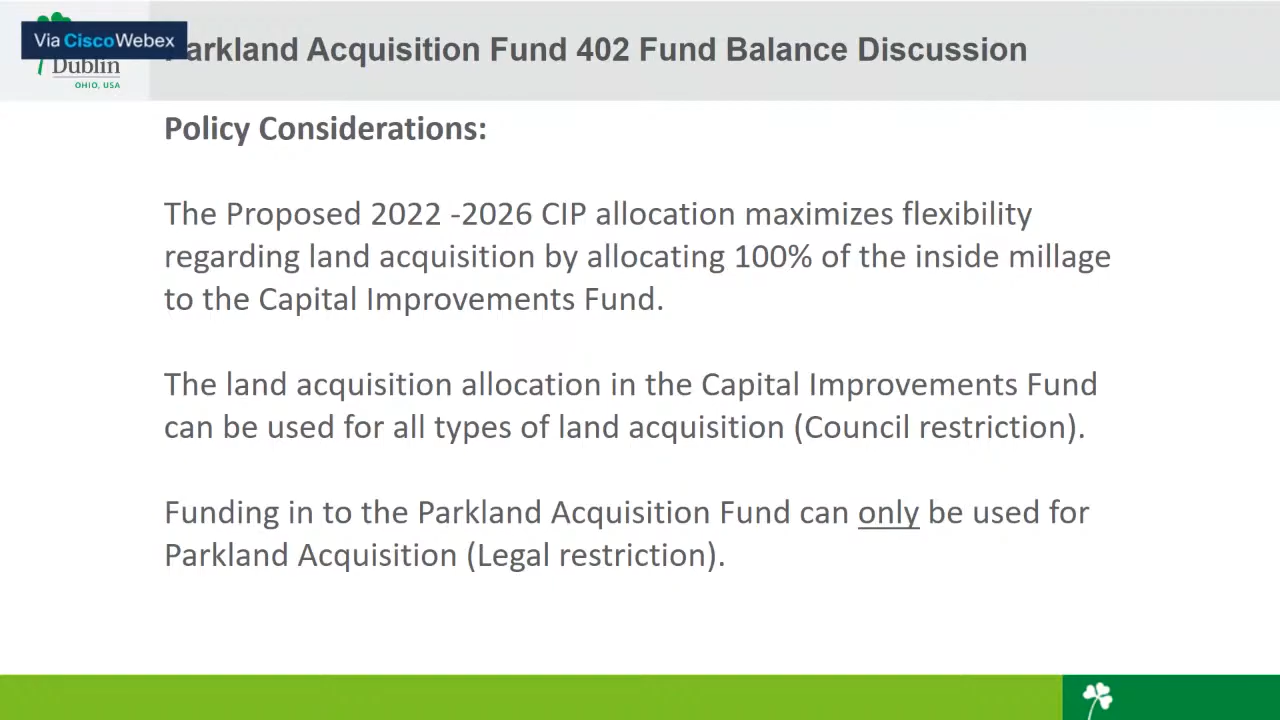 Via Cisco Webex
Dublin
OHIO, USA
Parkland Acquisition Fund 402 Fund Balance Discussion
Policy Considerations:
The Proposed 2022 -2026 CIP allocation maximizes flexibility
regarding land acquisition by allocating 100% of the inside millage
to the Capital Improvements Fund.
The land acquisition allocation in the Capital Improvements Fund
can be used for all types of land acquisition (Council restriction).
Funding in to the Parkland Acquisition Fund can only be used for
Parkland Acquisition (Legal restriction).